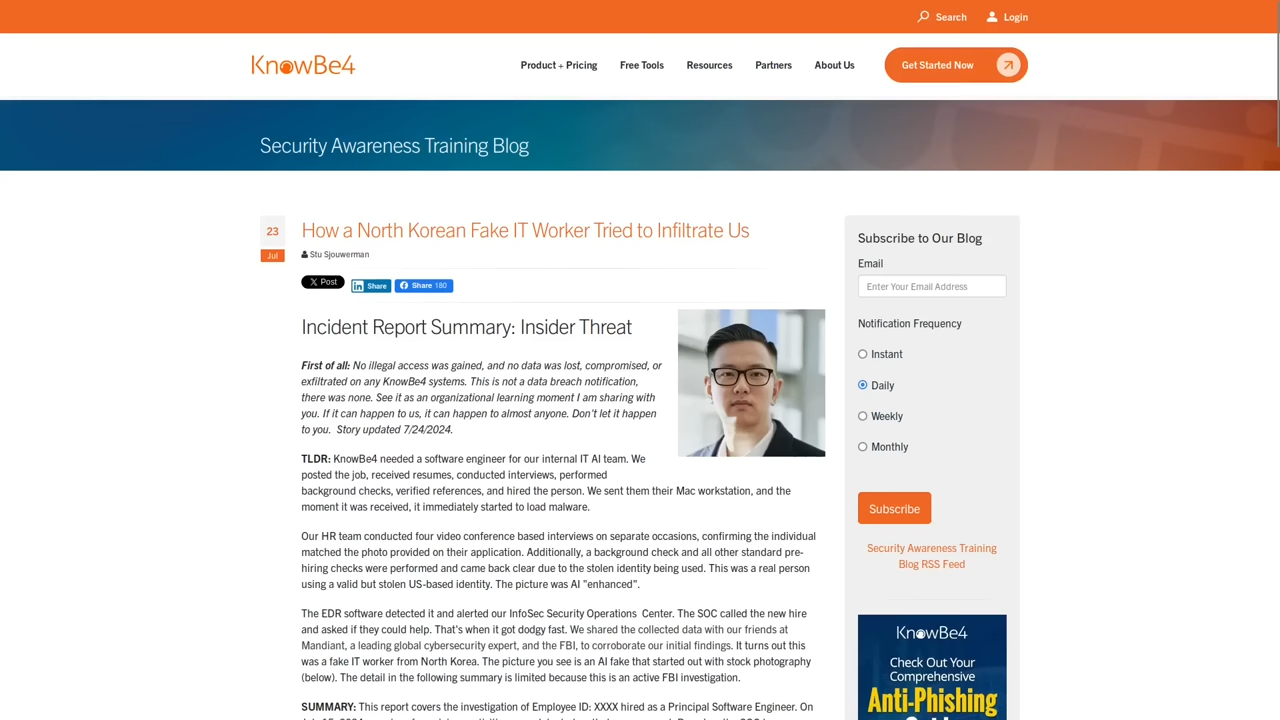 Search
Login
KnowBe4
Product + Pricing
Free Tools
Resources
Partners
About Us
Get Started Now
Security Awareness Training Blog
23
Jul
How a North Korean Fake IT Worker Tried to Infiltrate Us
Stu Sjouwerman
X Post
in Share
Share 180
Incident Report Summary: Insider Threat
First of all: No illegal access was gained, and no data was lost, compromised, or
exfiltrated on any KnowBe4 systems. This is not a data breach notification,
there was none. See it as an organizational learning moment I am sharing with
you. If it can happen to us, it can happen to almost anyone. Don't let it happen
to you.  Story updated 7/24/2024.
TLDR: KnowBe4 needed a software engineer for our internal IT AI team. We
posted the job, received resumes, conducted interviews, performed
background checks, verified references, and hired the person. We sent them their Mac workstation, and the
moment it was received, it immediately started to load malware.
Our HR team conducted four video conference based interviews on separate occasions, confirming the individual
matched the photo provided on their application. Additionally, a background check and all other standard pre-
hiring checks were performed and came back clear due to the stolen identity being used. This was a real person
using a valid but stolen US-based identity. The picture was AI "enhanced".
The EDR software detected it and alerted our InfoSec Security Operations  Center. The SOC called the new hire
and asked if they could help. That's when it got dodgy fast. We shared the collected data with our friends at
Mandiant, a leading global cybersecurity expert, and the FBI, to corroborate our initial findings. It turns out this
was a fake IT worker from North Korea. The picture you see is an AI fake that started out with stock photography
(below). The detail in the following summary is limited because this is an active FBI investigation.
SUMMARY: This report covers the investigation of Employee ID: XXXX hired as a Principal Software Engineer. On
Subscribe to Our Blog
Email
Enter Your Email Address
Notification Frequency
Instant
Daily
Weekly
Monthly
Subscribe
Security Awareness Training
Blog RSS Feed
KnowBe4
Check Out Your
Comprehensive
Anti-Phishing